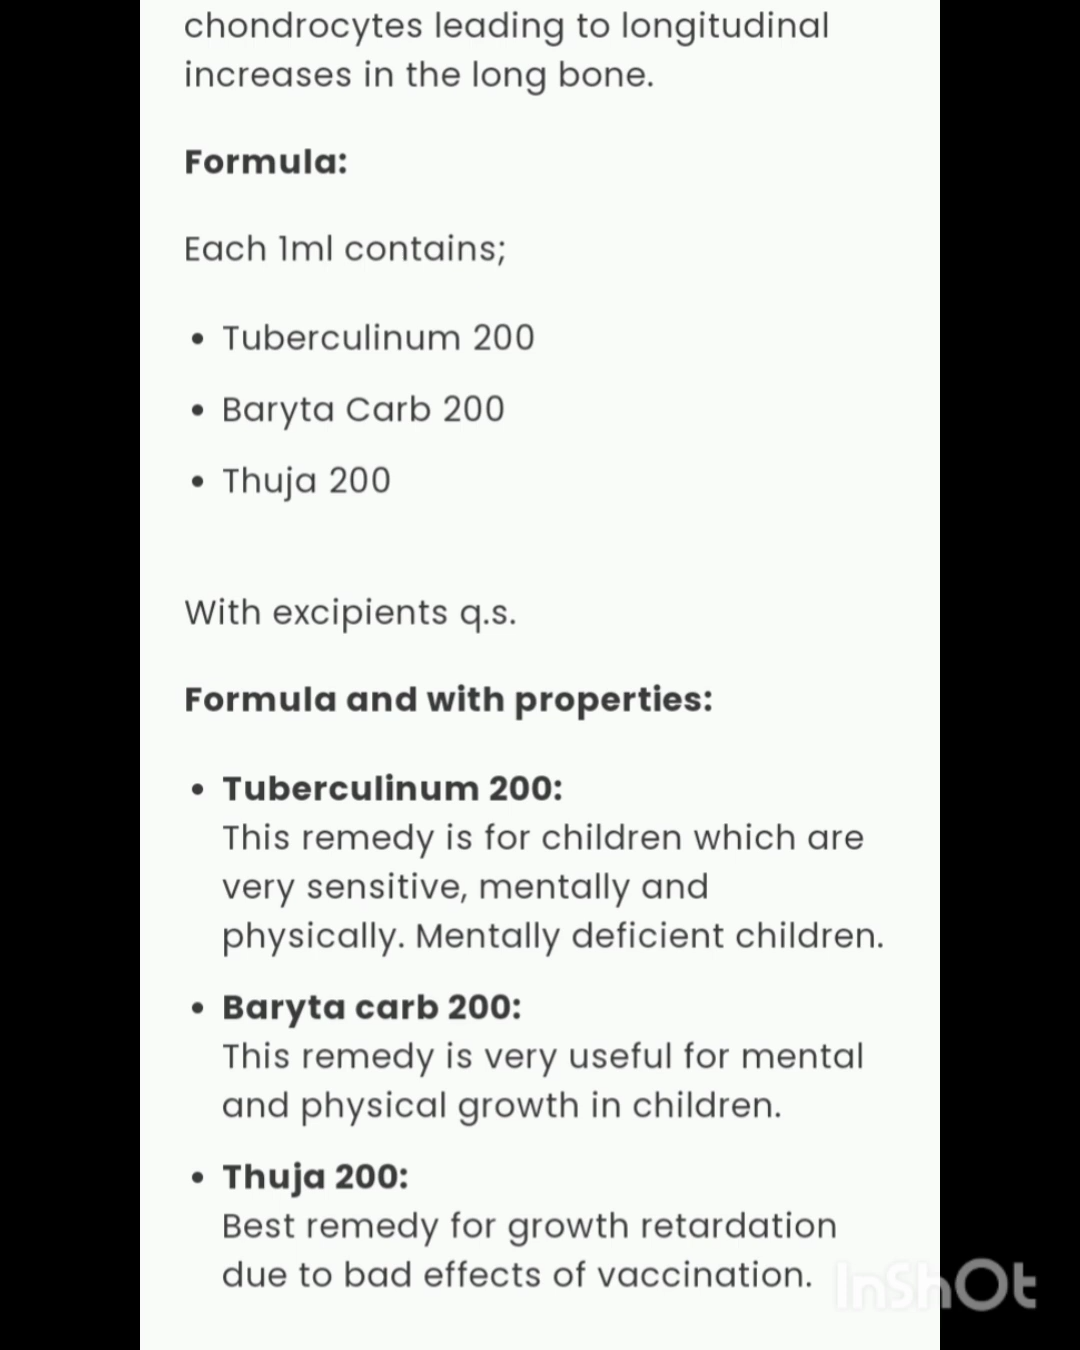 chondrocytes leading to longitudinal
increases in the long bone.
Formula:
Each 1ml contains;
• Tuberculinum 200
• Baryta Carb 200
• Thuja 200
With excipients q.s.
Formula and with properties:
• Tuberculinum 200:
This remedy is for children which are
very sensitive, mentally and
physically. Mentally deficient children.
• Baryta carb 200:
This remedy is very useful for mental
and physical growth in children.
• Thuja 200:
Best remedy for growth retardation
due to bad effects of vaccination.
InShOt